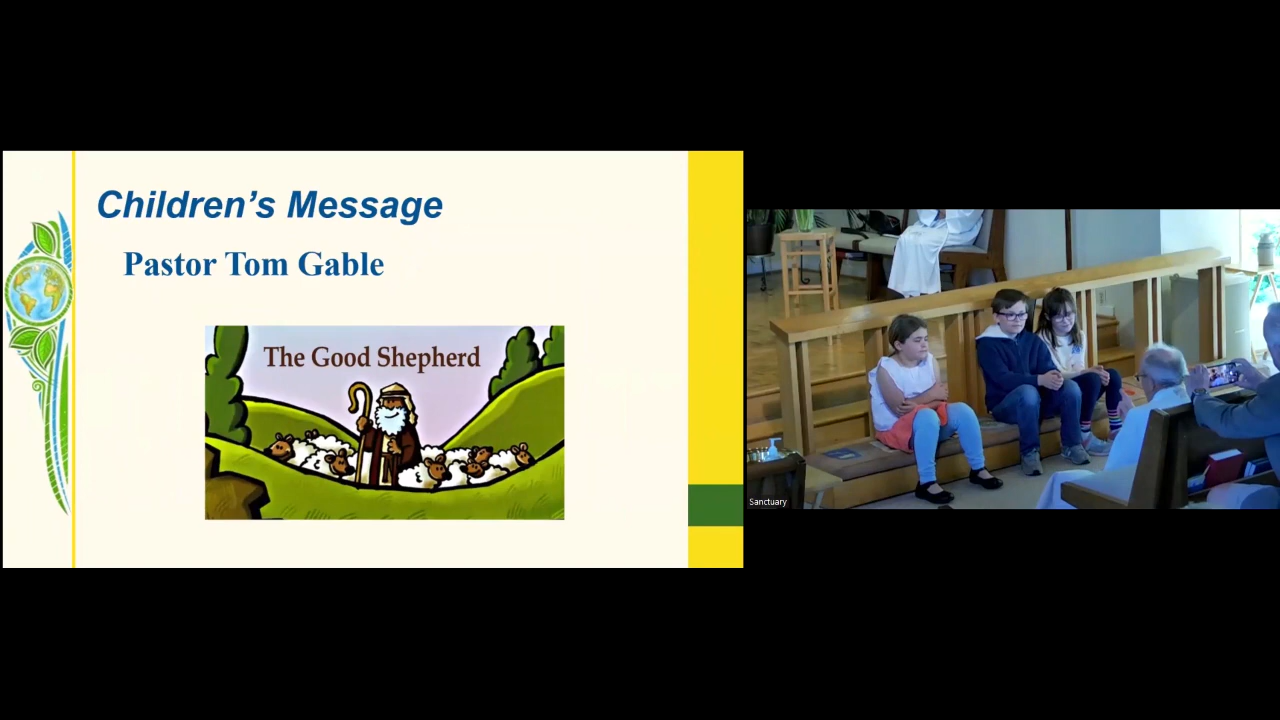 Children's Message
Pastor Tom Gable
The Good Shepherd
Sanctuary